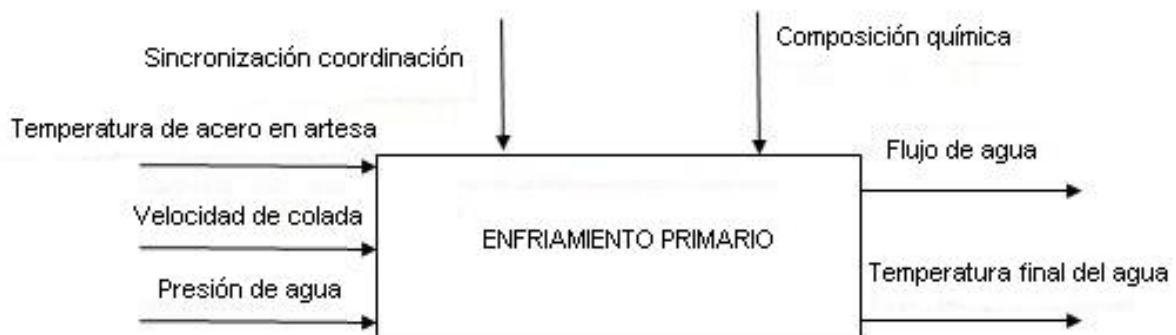 Sincronización coordinación
Composición química
Temperatura de acero en artesa
Flujo de agua
Velocidad de colada
ENFRIAMIENTO PRIMARIO
Presión de agua
Temperatura final del agua